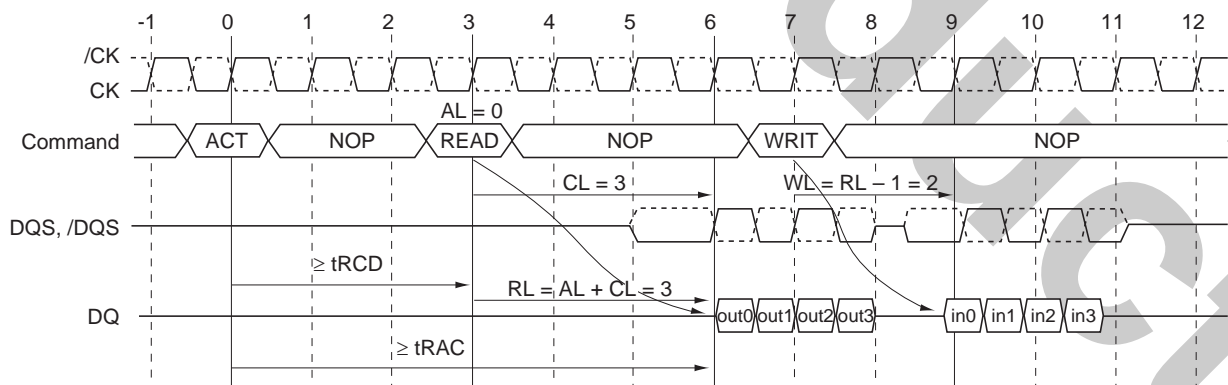 -1 0 1 2 3 4 5 6 7 8 9 10 11 12
/CK
CK
AL = 0
Command ACT NOP READ NOP WRIT NOP
CL = 3 WL = RL – 1 = 2
DQS, /DQS
≥ tRCD
RL = AL + CL = 3
DQ out0 out1 out2 out3 in0 in1 in2 in3
≥ tRAC